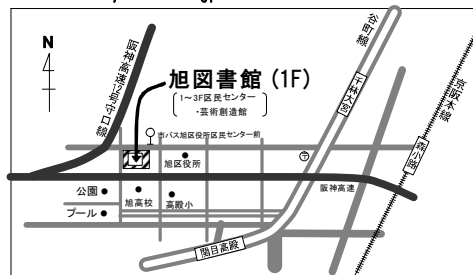 N
阪神高速12号守口線
旭図書館 (1F)
1～3F区民センター
・芸術創造館
谷町線
千林大宮
京阪本線
森小路
市バス旭区役所区民センター前
旭区役所
〒
阪神高速
公園
プール
旭高校
高殿小
関目高殿